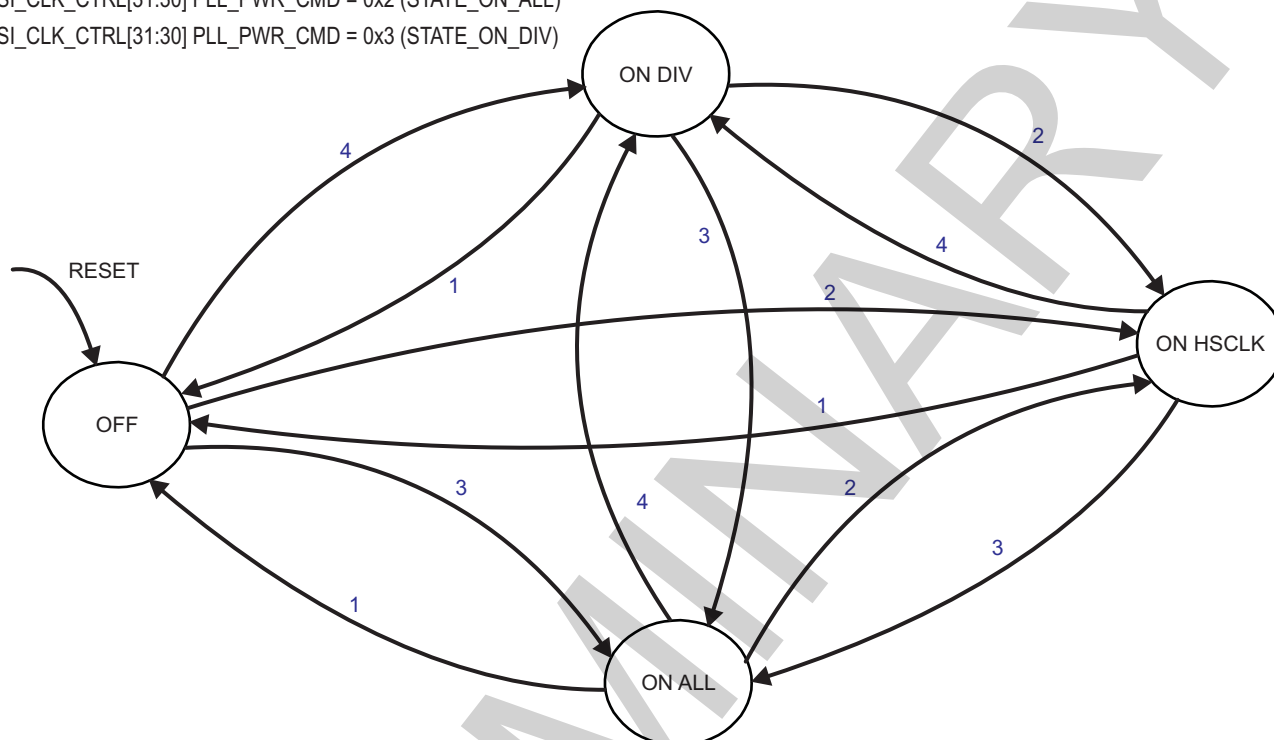 SI_CLK_CTRL[31:30] PLL_PWR_CMD = 0x2 (STATE_ON_ALL)
SI_CLK_CTRL[31:30] PLL_PWR_CMD = 0x3 (STATE_ON_DIV)
ON DIV
2
4
3
4
RESET
1
2
ON HSCLK
1
OFF
3
4
2
3
1
ON ALL
MINARY